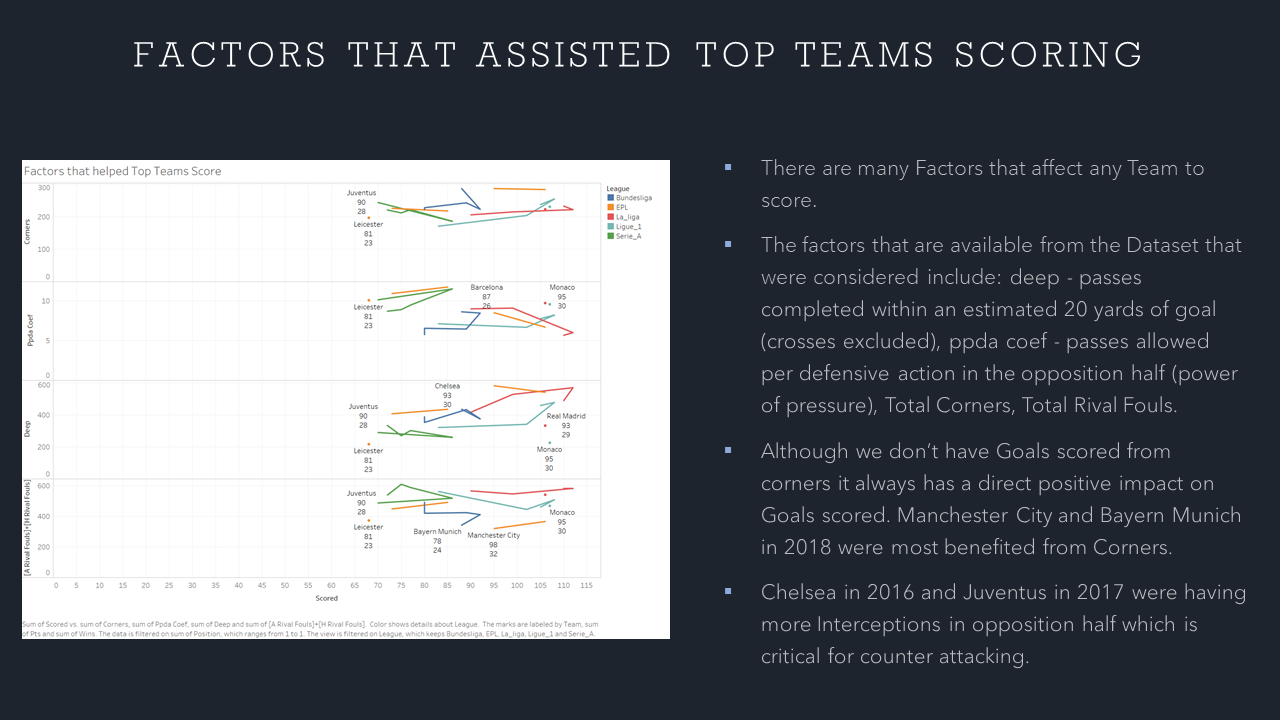 FACTORS THAT ASSISTED TOP TEAMS SCORING
Factors that helped Top Teams Score
Corners
300
200
100
0
Juventus
90
28
Leicester
81
23
Ppda Coef
10
5
0
Leicester
81
23
Barcelona
87
26
Monaco
95
30
Deep
600
400
200
0
Juventus
90
28
Leicester
81
23
Chelsea
93
30
Real Madrid
93
29
Monaco
95
30
[A Rival Fouls]+[H Rival Fouls]
600
400
200
0
Juventus
90
28
Leicester
81
23
Bayern Munich
78
24
Manchester City
98
32
Monaco
95
30
0 5 10 15 20 25 30 35 40 45 50 55 60 65 70 75 80 85 90 95 100 105 110 115
Scored
League
Bundesliga
EPL
La_liga
Ligue_1
Serie_A
Sum of Scored vs. sum of Corners, sum of Ppda Coef, sum of Deep and sum of [A Rival Fouls]+[H Rival Fouls]. Color shows details about League. The marks are labeled by Team, sum
of Pts and sum of Wins. The data is filtered on sum of Position, which ranges from 1 to 1. The view is filtered on League, which keeps Bundesliga, EPL, La_liga, Ligue_1 and Serie_A.
There are many Factors that affect any Team to
score.
The factors that are available from the Dataset that
were considered include: deep - passes
completed within an estimated 20 yards of goal
(crosses excluded), ppda coef - passes allowed
per defensive action in the opposition half (power
of pressure), Total Corners, Total Rival Fouls.
Although we don’t have Goals scored from
corners it always has a direct positive impact on
Goals scored. Manchester City and Bayern Munich
in 2018 were most benefited from Corners.
Chelsea in 2016 and Juventus in 2017 were having
more Interceptions in opposition half which is
critical for counter attacking.